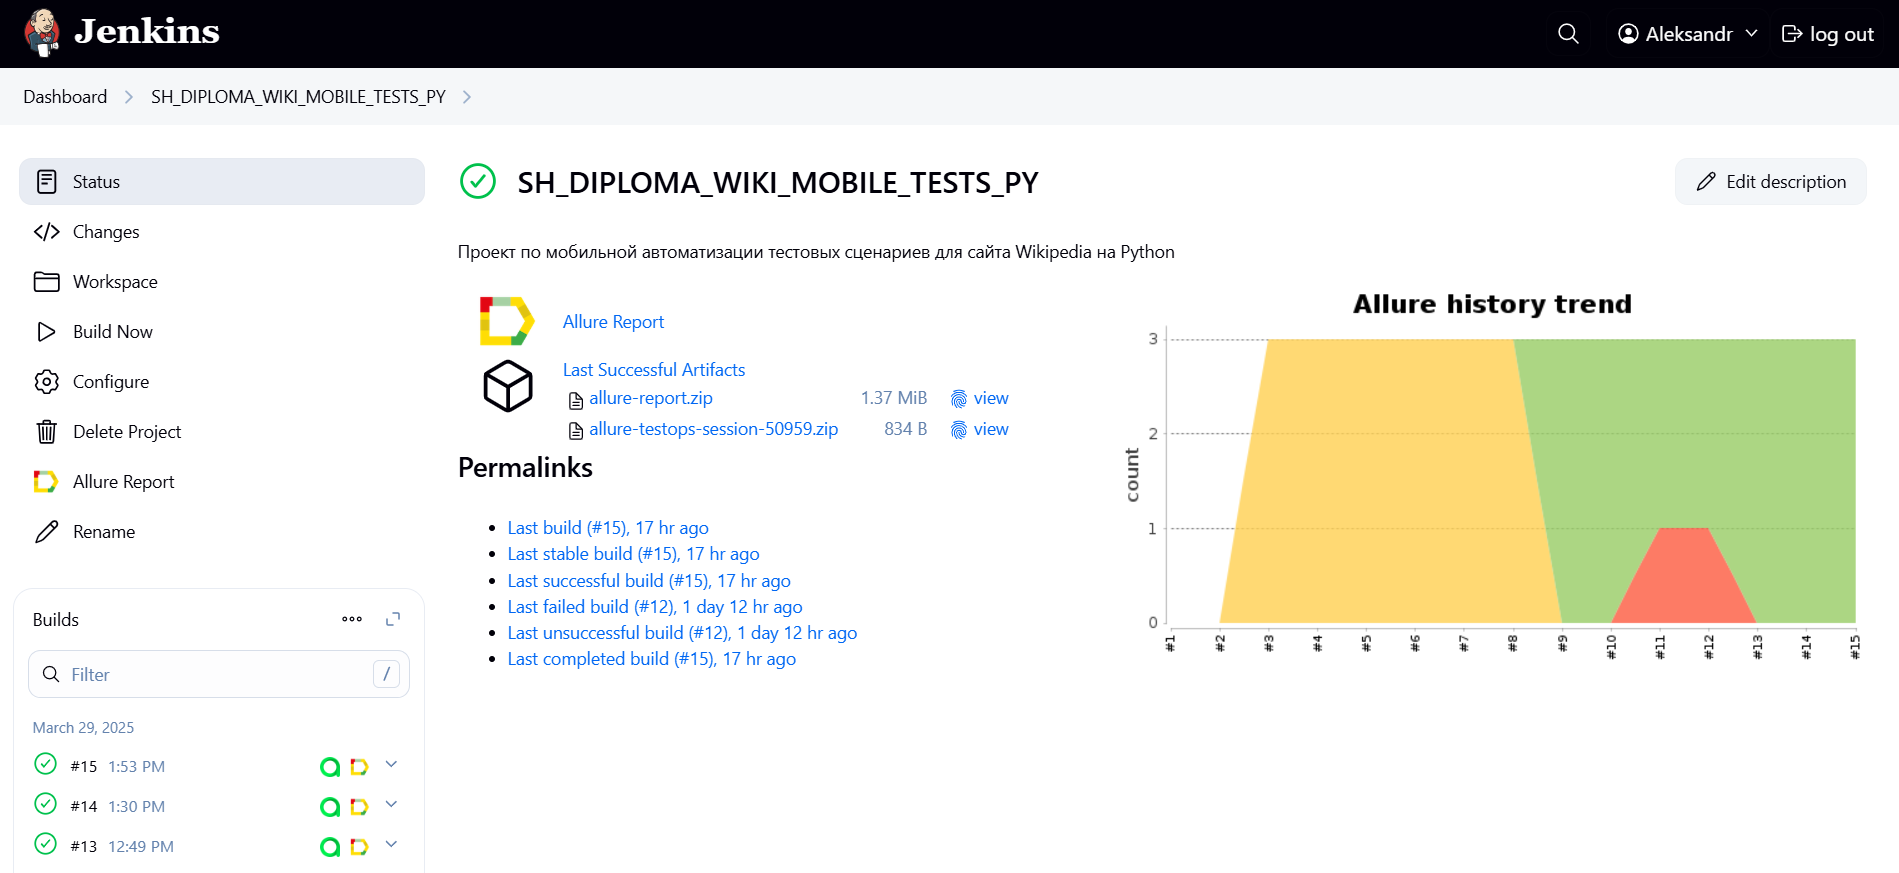 Jenkins
Aleksandr
log out
Dashboard
SH_DIPLOMA_WIKI_MOBILE_TESTS_PY
Status
Changes
Workspace
Build Now
Configure
Delete Project
Allure Report
Rename
Builds
Filter
/
March 29, 2025
#15 1:53 PM
#14 1:30 PM
#13 12:49 PM
SH_DIPLOMA_WIKI_MOBILE_TESTS_PY
Edit description
Проект по мобильной автоматизации тестовых сценариев для сайта Wikipedia на Python
Allure Report
Last Successful Artifacts
allure-report.zip 1.37 MiB view
allure-testops-session-50959.zip 834 B view
Permalinks
Last build (#15), 17 hr ago
Last stable build (#15), 17 hr ago
Last successful build (#15), 17 hr ago
Last failed build (#12), 1 day 12 hr ago
Last unsuccessful build (#12), 1 day 12 hr ago
Last completed build (#15), 17 hr ago
Allure history trend
count
3
2
1
0
#1 #2 #3 #4 #5 #6 #7 #8 #9 #10 #11 #12 #13 #14 #15